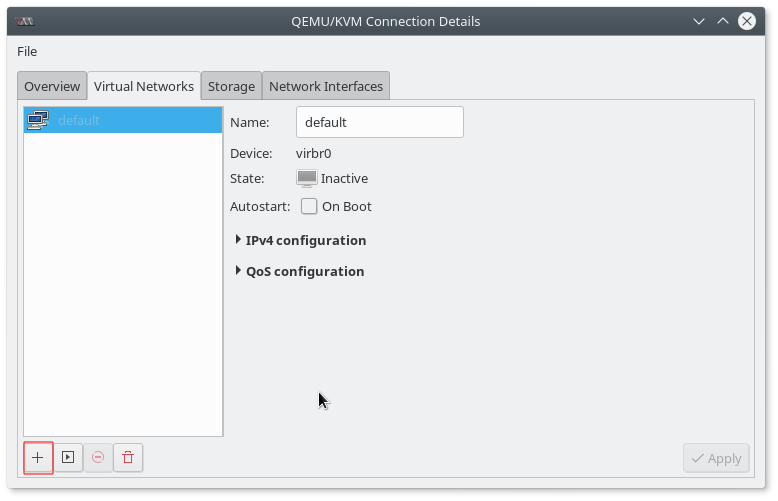 QEMU/KVM Connection Details
File
Overview
Virtual Networks
Storage
Network Interfaces
default
Name: default
Device: virbr0
State: Inactive
Autostart: On Boot
IPv4 configuration
QoS configuration
Apply